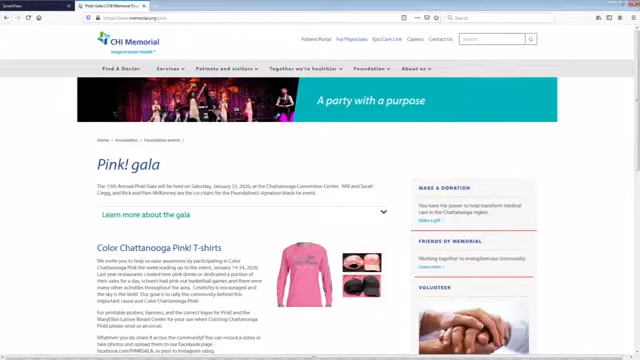 SmartView
Pink! Gala | CHI Memorial Hos
https://www.memorial.org/pink
Search
CHI Memorial
Imagine better health.™
Patient Portal For Physicians EpicCare Link Careers Contact Us
Search
Find A Doctor Services Patients and visitors Together we're healthier Foundation About us
A party with a purpose
Home Foundation Foundation events
Pink! gala
The 15th Annual Pink! Gala will be held on Saturday, January 25, 2020, at the Chattanooga Convention Center. Will and Sarah
Clegg, and Rick and Pam McKenney are the co-chairs for the Foundation's signature black-tie event.
Learn more about the gala
Color Chattanooga Pink! T-shirts
We invite you to help us raise awareness by participating in Color
Chattanooga Pink the week leading up to the event, January 19-24, 2020.
Last year restaurants created new pink drinks or dedicated a portion of
their sales for a day, schools had pink out basketball games and there were
many other activities throughout the area. Creativity is encouraged and
the sky is the limit! Our goal is to rally the community behind this
important cause and Color Chattanooga Pink!
For printable posters, banners, and the correct logos for Pink! and the
MaryEllen Locher Breast Center for your use when Coloring Chattanooga
Pink! please send us an email.
Whatever you do share it across the community! You can record a video or
take photos and upload them to our Facebook page -
facebook.com/PINKIGALA, or post to Instagram using
MAKE A DONATION
You have the power to help transform medical
care in the Chattanooga region.
Make a gift
FRIENDS OF MEMORIAL
Working together to strengthen our community.
Learn more
VOLUNTEER